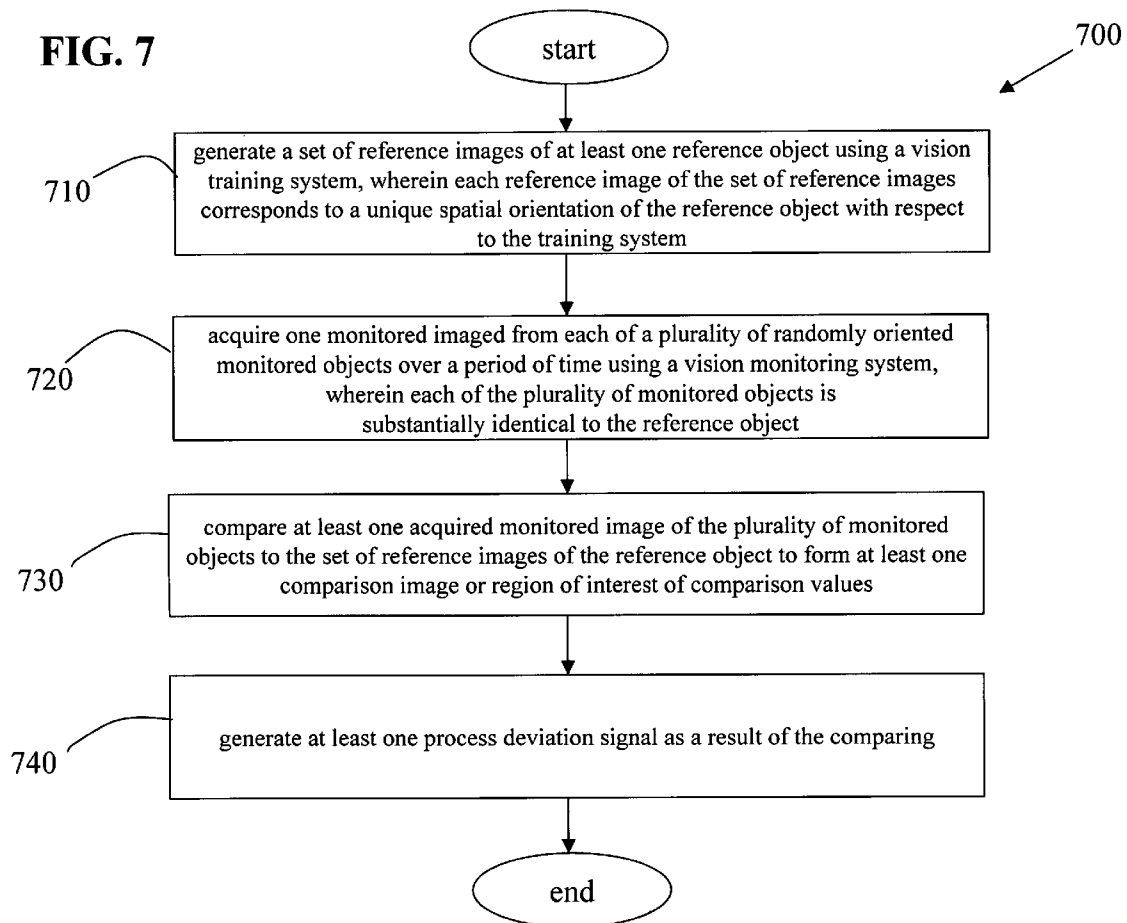 FIG. 7
start
700
710
generate a set of reference images of at least one reference object using a vision
training system, wherein each reference image of the set of reference images
corresponds to a unique spatial orientation of the reference object with respect
to the training system
720
acquire one monitored imaged from each of a plurality of randomly oriented
monitored objects over a period of time using a vision monitoring system,
wherein each of the plurality of monitored objects is
substantially identical to the reference object
730
compare at least one acquired monitored image of the plurality of monitored
objects to the set of reference images of the reference object to form at least one
comparison image or region of interest of comparison values
740
generate at least one process deviation signal as a result of the comparing
end